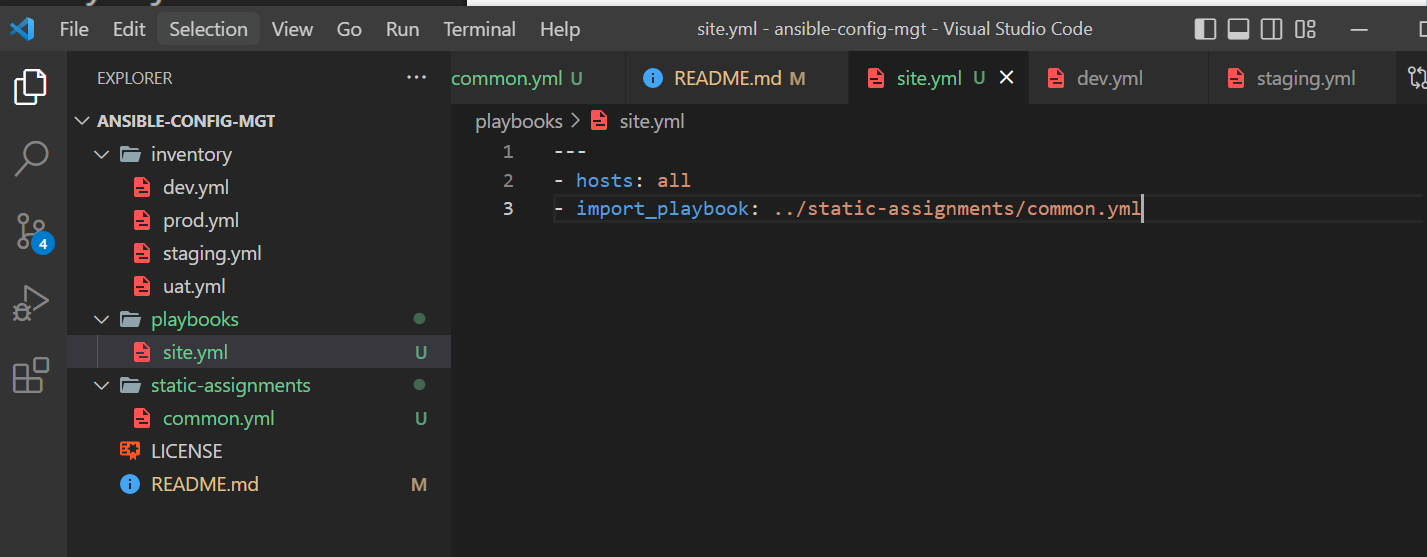 File Edit Selection View Go Run Terminal Help site.yml - ansible-config-mgt - Visual Studio Code
EXPLORER ...
common.yml U README.md M site.yml U dev.yml staging.yml
ANSIBLE-CONFIG-MGT
inventory
dev.yml
prod.yml
staging.yml
uat.yml
playbooks
site.yml U
static-assignments
common.yml U
LICENSE
README.md M
4
playbooks > site.yml
1 ---
2 - hosts: all
3 - import_playbook: ../static-assignments/common.yml